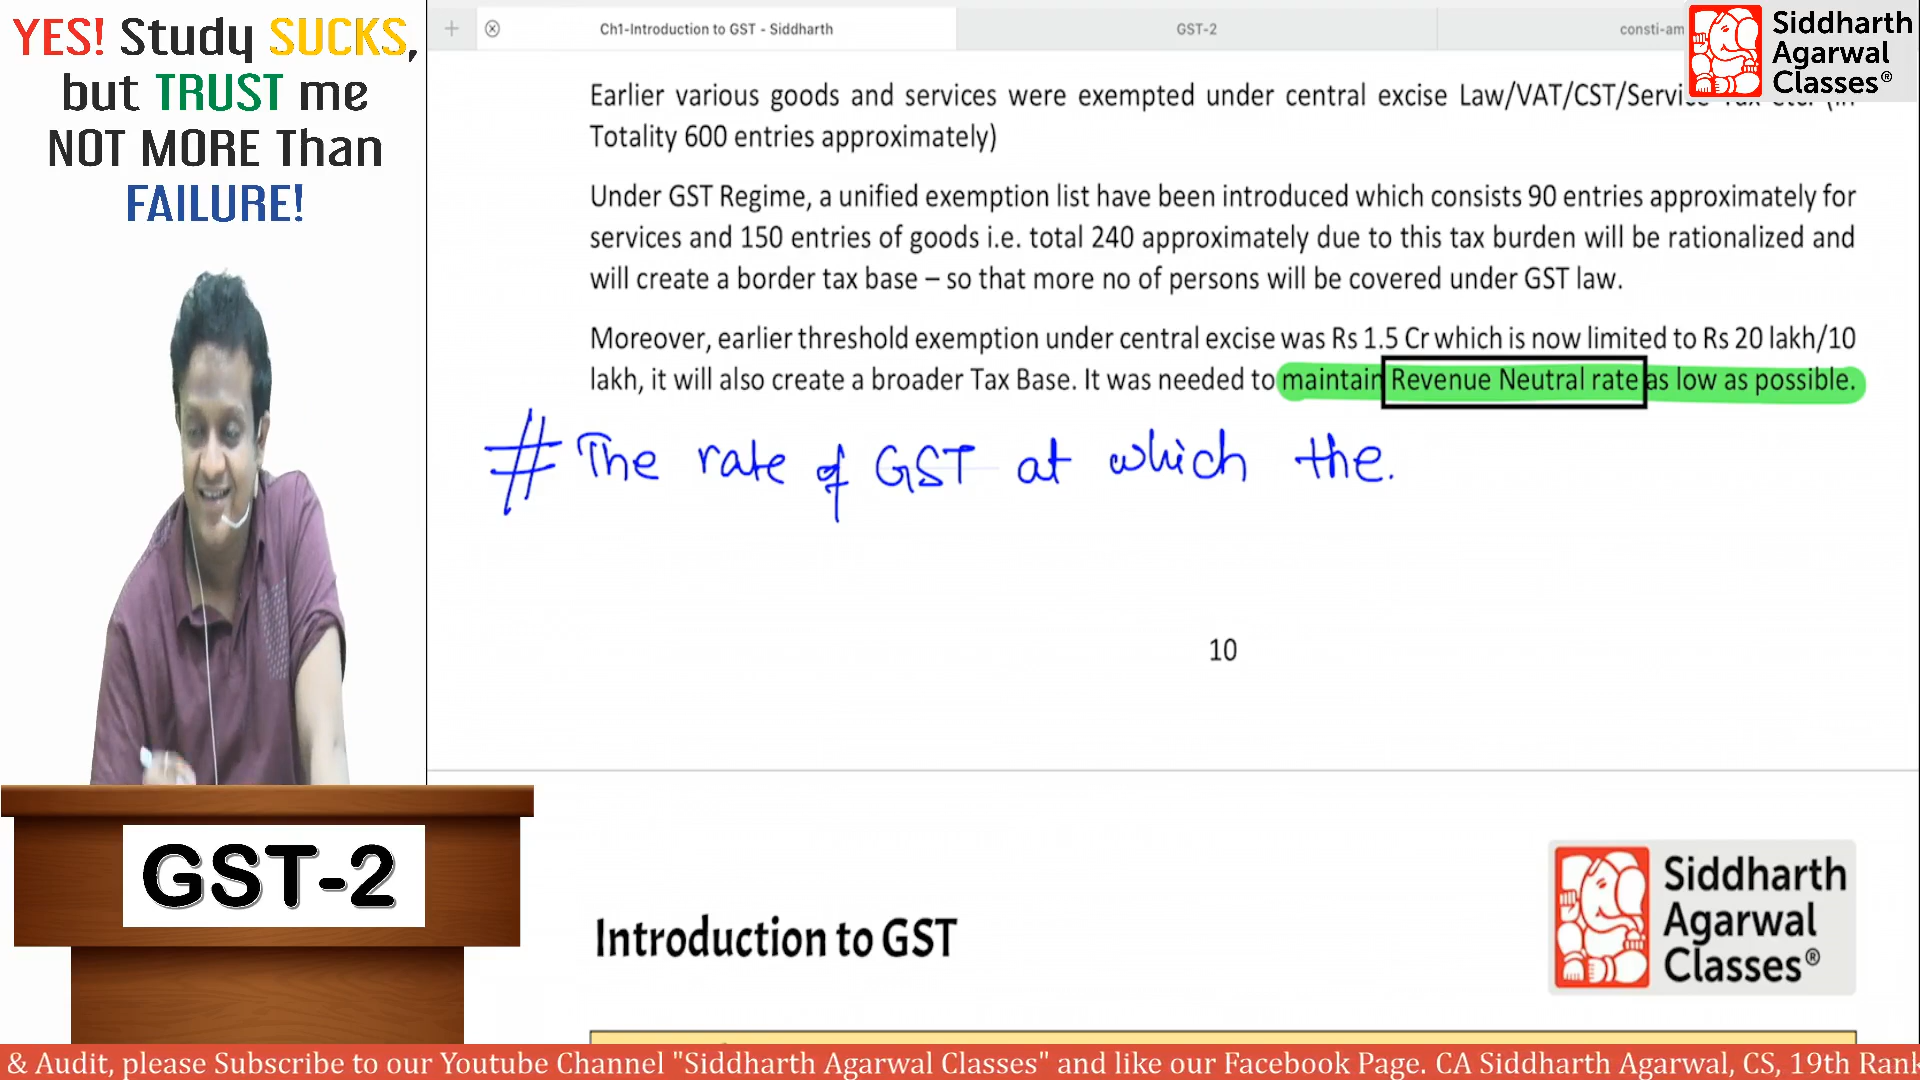 YES! Study SUCKS,
but TRUST me
NOT MORE Than
FAILURE!
Ch1-Introduction to GST - Siddharth
GST-2
consti-am
Siddharth
Agarwal
Classes®
Earlier various goods and services were exempted under central excise Law/VAT/CST/Service Tax etc. (In
Totality 600 entries approximately)
Under GST Regime, a unified exemption list have been introduced which consists 90 entries approximately for
services and 150 entries of goods i.e. total 240 approximately due to this tax burden will be rationalized and
will create a border tax base – so that more no of persons will be covered under GST law.
Moreover, earlier threshold exemption under central excise was Rs 1.5 Cr which is now limited to Rs 20 lakh/10
lakh, it will also create a broader Tax Base. It was needed to maintain Revenue Neutral rate as low as possible.
# The rate of GST at which the.
10
GST-2
Introduction to GST
Siddharth
Agarwal
Classes®
& Audit, please Subscribe to our Youtube Channel "Siddharth Agarwal Classes" and like our Facebook Page. CA Siddharth Agarwal, CS, 19th Rank